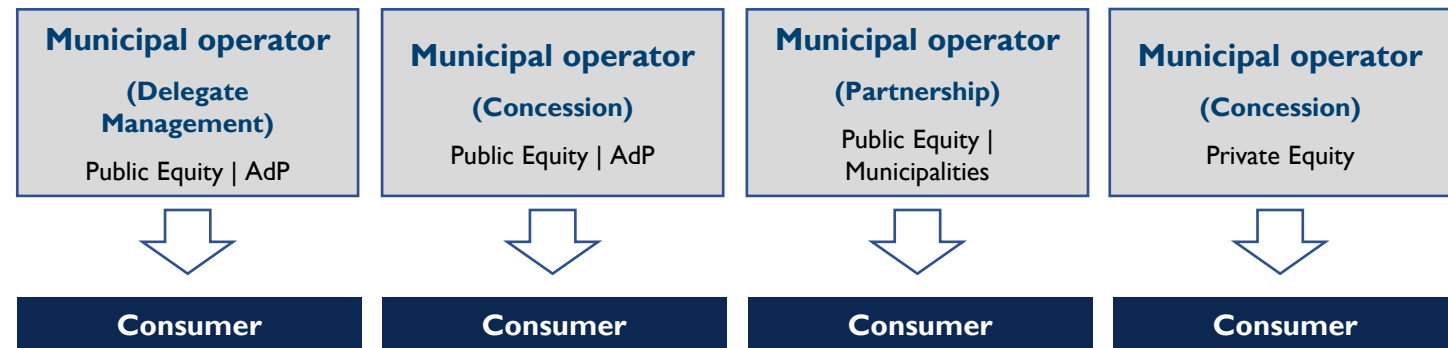 Municipal operator
(Delegate
Management)
Public Equity | AdP
Municipal operator
(Concession)
Public Equity | AdP
Municipal operator
(Partnership)
Public Equity |
Municipalities
Municipal operator
(Concession)
Private Equity
Consumer
Consumer
Consumer
Consumer